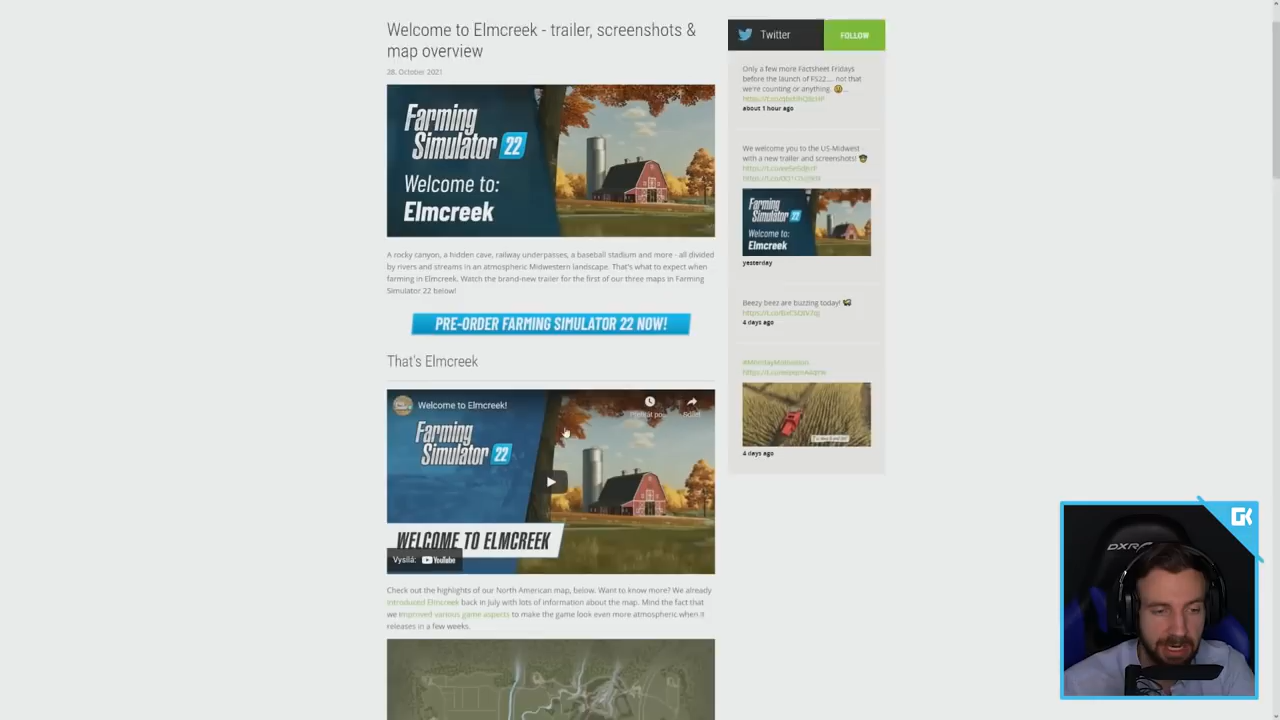 Welcome to Elmcreek - trailer, screenshots &
map overview
28. October 2021
Farming
Simulator 22
Welcome to:
Elmcreek
A rocky canyon, a hidden cave, railway underpasses, a baseball stadium and more - all divided
by rivers and streams in an atmospheric Midwestern landscape. That's what to expect when
farming in Elmcreek. Watch the brand-new trailer for the first of our three maps in Farming
Simulator 22 below!
PRE-ORDER FARMING SIMULATOR 22 NOW!
That's Elmcreek
Welcome to Elmcreek!
Sdílet
Farming
Simulator 22
WELCOME TO ELMCREEK
Vysílá: YouTube
Check out the highlights of our North American map, below. Want to know more? We already
introduced Elmcreek back in July with lots of information about the map. Mind the fact that
we improved various game aspects to make the game look even more atmospheric when it
releases in a few weeks.
Twitter
FOLLOW
Only a few more Factsheet Fridays
before the launch of FS22.... not that
we're counting or anything.
about 1 hour ago
We welcome you to the US-Midwest
with a new trailer and screenshots!
Farming
Simulator 22
Welcome to:
Elmcreek
yesterday
Beezy beez are buzzing today!
4 days ago
4 days ago
GK
DXR